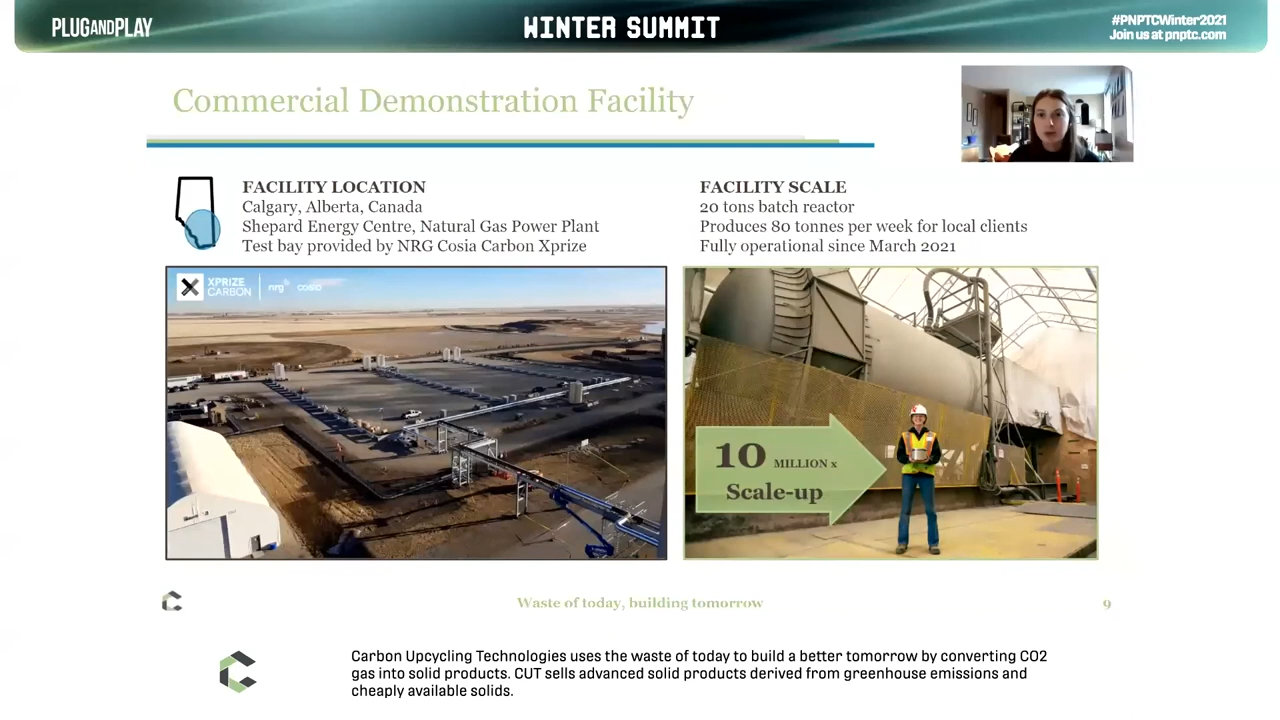 PLUGANDPLAY
WINTER SUMMIT
#PNPTCWinter2021
Join us at pnptc.com
Commercial Demonstration Facility
FACILITY LOCATION
Calgary, Alberta, Canada
Shepard Energy Centre, Natural Gas Power Plant
Test bay provided by NRG Cosia Carbon Xprize
FACILITY SCALE
20 tons batch reactor
Produces 80 tonnes per week for local clients
Fully operational since March 2021
XPRIZE
CARBON
nrg cosia
10 MILLION x
Scale-up
Waste of today, building tomorrow
9
Carbon Upcycling Technologies uses the waste of today to build a better tomorrow by converting CO2
gas into solid products. CUT sells advanced solid products derived from greenhouse emissions and
cheaply available solids.